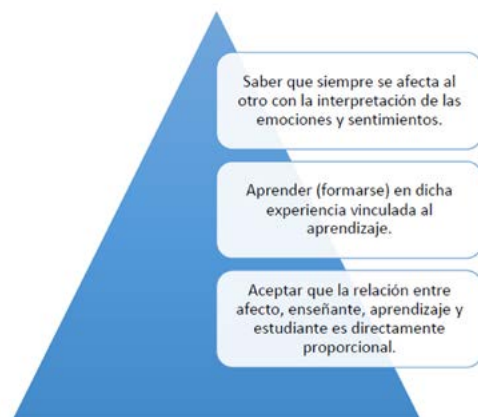 Saber que siempre se afecta al
otro con la interpretación de las
emociones y sentimientos.
Aprender (formarse) en dicha
experiencia vinculada al
aprendizaje.
Aceptar que la relación entre
afecto, enseñante, aprendizaje y
estudiante es directamente
proporcional.